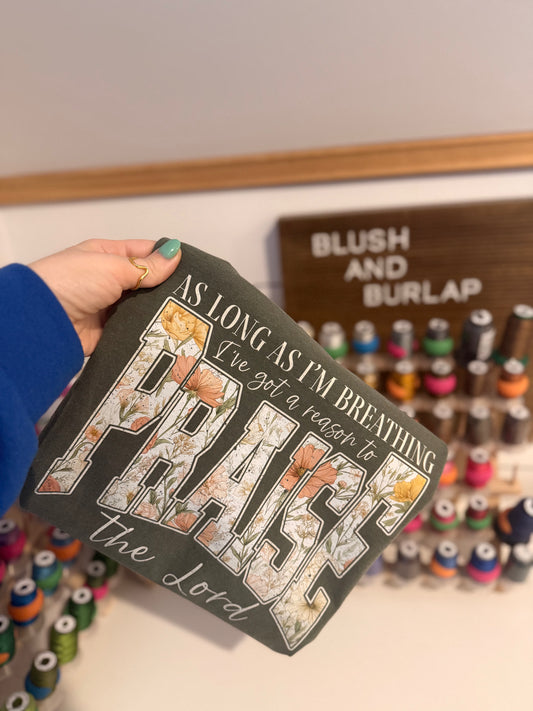 BLUSH
AND
BURLAP
AS LONG AS I'M BREATHING
I've got a reason to
PRAISE
the Lord